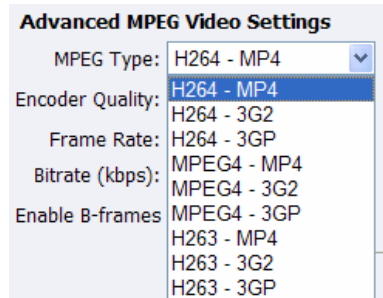 Advanced MPEG Video Settings
MPEG Type: H264 - MP4
Encoder Quality: H264 - MP4
H264 - 3G2
Frame Rate: H264 - 3GP
MPEG4 - MP4
Bitrate (kbps): MPEG4 - 3G2
Enable B-frames MPEG4 - 3GP
H263 - MP4
H263 - 3G2
H263 - 3GP